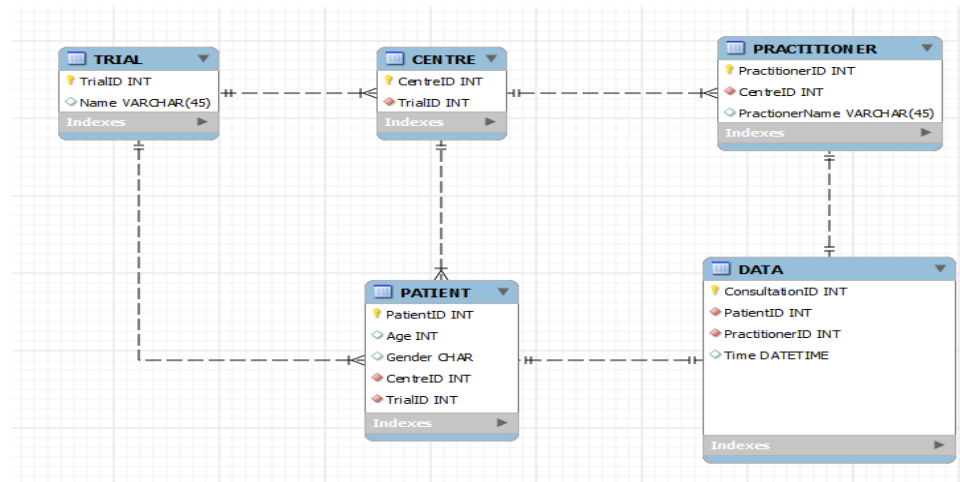 TRIAL
TrialID INT
Name VARCHAR(45)
Indexes
CENTRE
CentreID INT
TrialID INT
Indexes
PRACTITIONER
PractitionerID INT
CentreID INT
PractionerName VARCHAR(45)
Indexes
PATIENT
PatientID INT
Age INT
Gender CHAR
CentreID INT
TrialID INT
Indexes
DATA
ConsultationID INT
PatientID INT
PractitionerID INT
Time DATETIME
Indexes